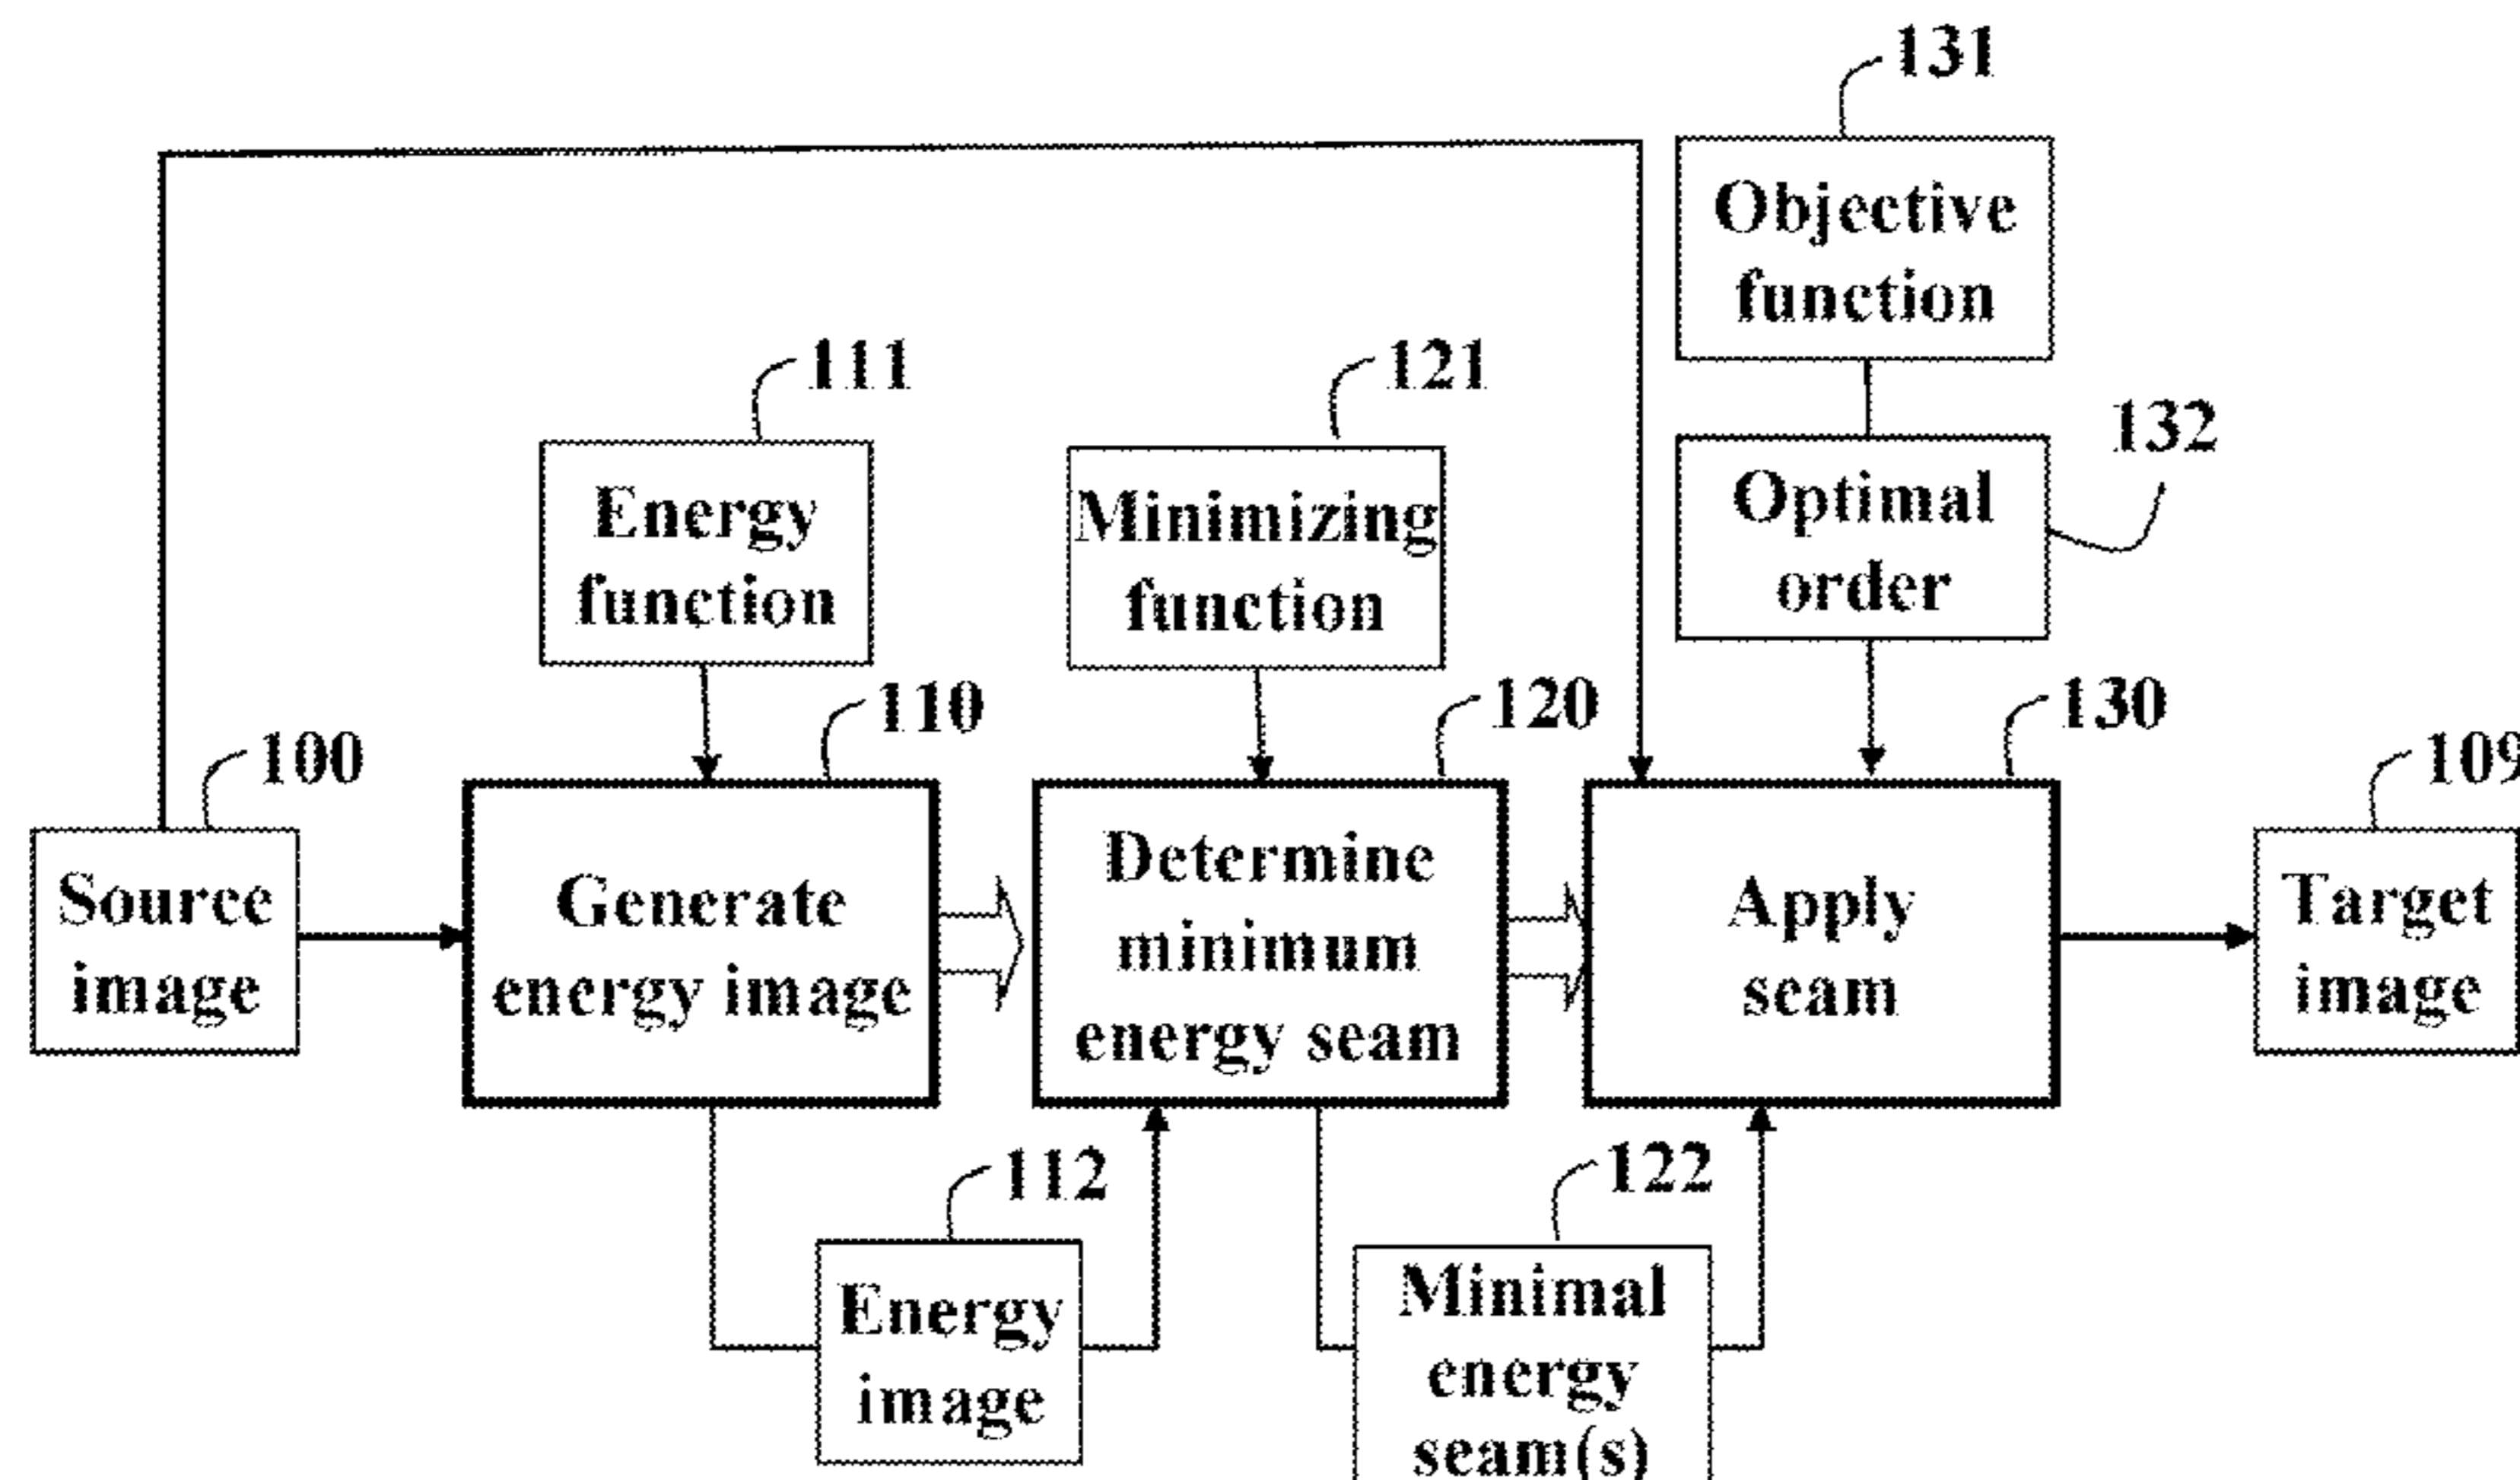 131
Objective
function
111
121
132
Energy
function
Minimizing
function
Optimal
order
100
110
120
130
109
Source
image
Generate
energy image
Determine
minimum
energy seam
Apply
seam
Target
image
112
122
Energy
image
Minimal
energy
seam(s)